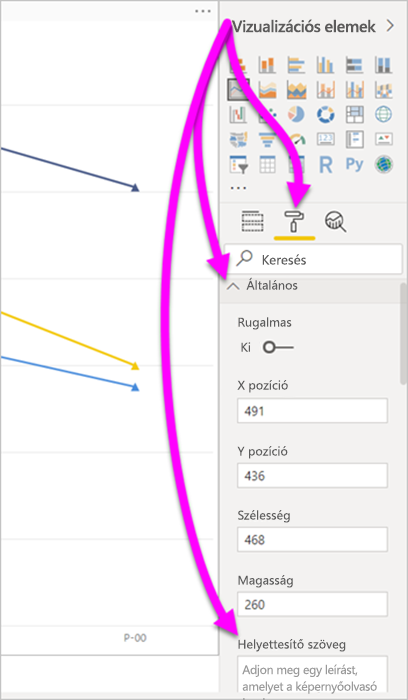 Vizualizációs elemek
R
Py
Keresés
Általános
Rugalmas
Ki
X pozíció
491
Y pozíció
436
Szélesség
468
Magasság
260
P-00
Helyettesítő szöveg
Adjon meg egy leírást,
amelyet a képernyőolvasó